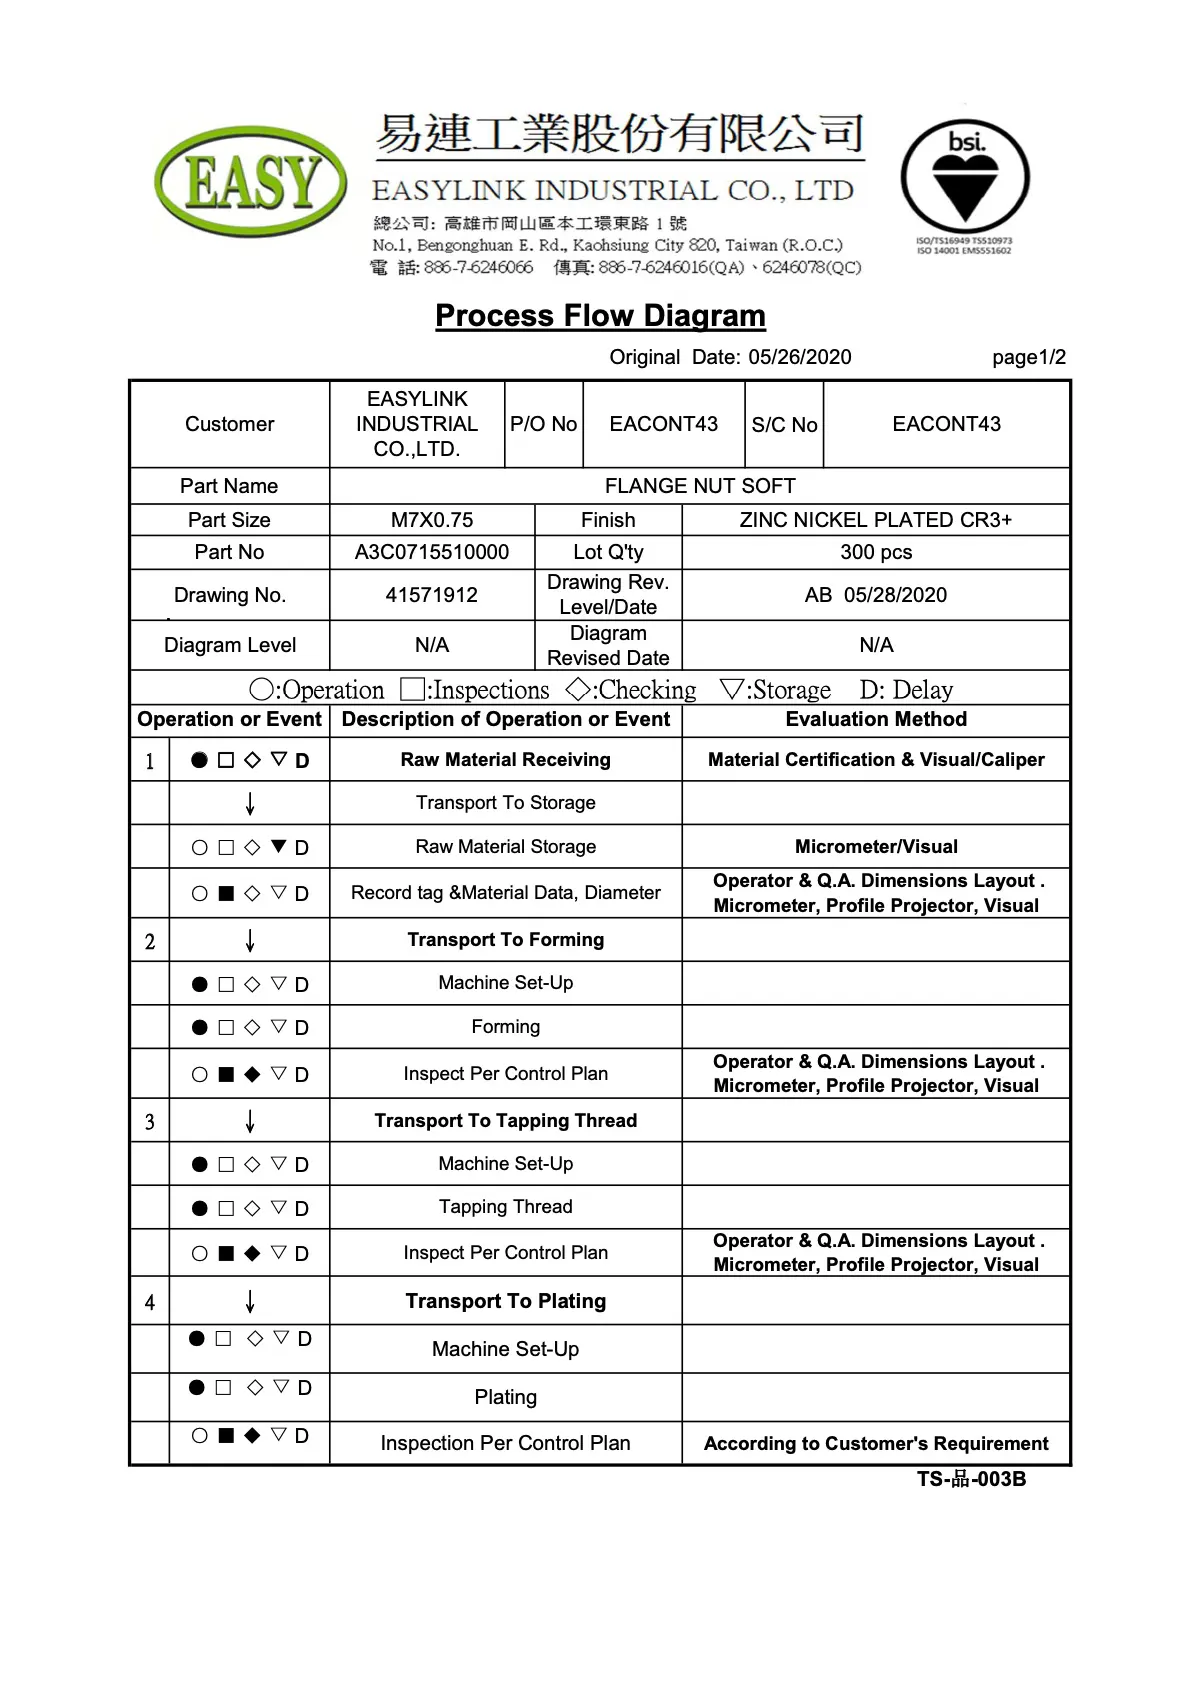 EASY
易連工業股份有限公司
EASYLINK INDUSTRIAL CO., LTD
總公司: 高雄市岡山區本工環東路 1 號
No.1, Bengonghuan E. Rd., Kaohsiung City 820, Taiwan (R.O.C.)
電 話: 886-7-6246066 傳真: 886-7-6246016(QA)、6246078(QC)
bsi.
ISO/TS16949 TS510973
ISO 14001 EMS551602
Process Flow Diagram
Original Date: 05/26/2020 page1/2
Customer EASYLINK INDUSTRIAL CO.,LTD. P/O No EACONT43 S/C No EACONT43
Part Name FLANGE NUT SOFT
Part Size M7X0.75 Finish ZINC NICKEL PLATED CR3+
Part No A3C0715510000 Lot Q'ty 300 pcs
Drawing No. 41571912 Drawing Rev. Level/Date AB 05/28/2020
Diagram Level N/A Diagram Revised Date N/A
○:Operation □:Inspections ◇:Checking ▽:Storage D: Delay
Operation or Event Description of Operation or Event Evaluation Method
1 ● □ ◇ ▽ D Raw Material Receiving Material Certification & Visual/Caliper
↓ Transport To Storage
○ □ ◇ ▼ D Raw Material Storage Micrometer/Visual
○ ■ ◇ ▽ D Record tag &Material Data, Diameter Operator & Q.A. Dimensions Layout . Micrometer, Profile Projector, Visual
2 ↓ Transport To Forming
● □ ◇ ▽ D Machine Set-Up
● □ ◇ ▽ D Forming
○ ■ ◆ ▽ D Inspect Per Control Plan Operator & Q.A. Dimensions Layout . Micrometer, Profile Projector, Visual
3 ↓ Transport To Tapping Thread
● □ ◇ ▽ D Machine Set-Up
● □ ◇ ▽ D Tapping Thread
○ ■ ◆ ▽ D Inspect Per Control Plan Operator & Q.A. Dimensions Layout . Micrometer, Profile Projector, Visual
4 ↓ Transport To Plating
● □ ◇ ▽ D Machine Set-Up
● □ ◇ ▽ D Plating
○ ■ ◆ ▽ D Inspection Per Control Plan According to Customer's Requirement
TS-品-003B